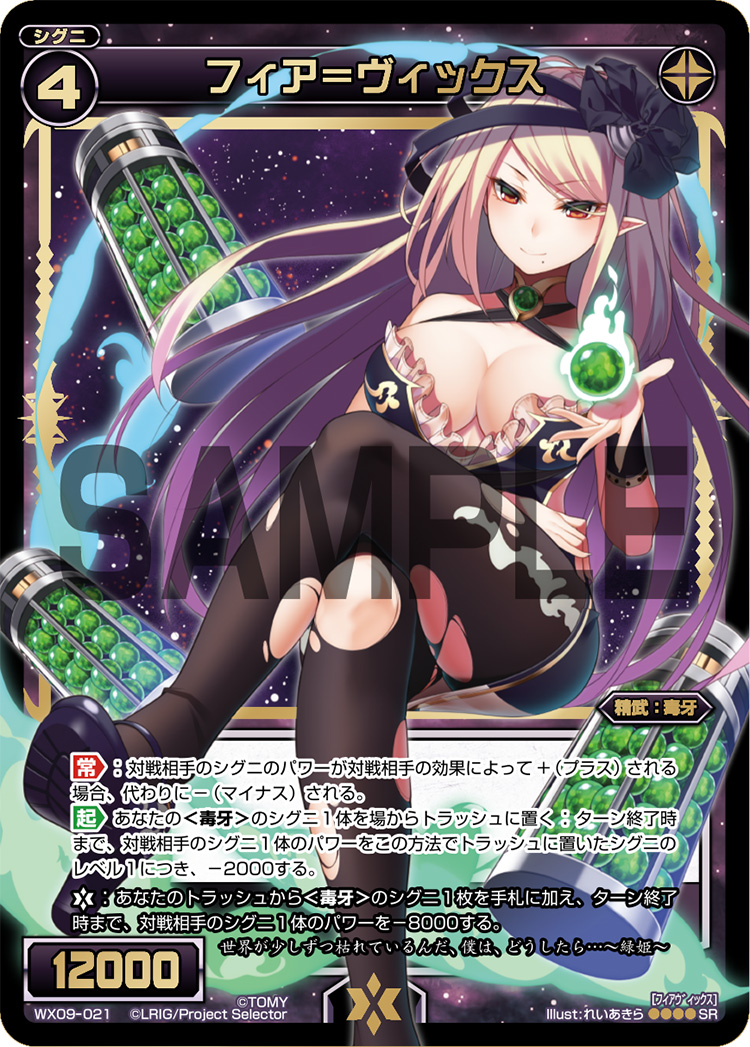 シグニ
4
フィア＝ヴィックス
SAMPLE
精武：毒牙
常：対戦相手のシグニのパワーが対戦相手の効果によって＋（プラス）される
場合、代わりに－（マイナス）される。
起 あなたの＜毒牙＞のシグニ１体を場からトラッシュに置く：ターン終了時
まで、対戦相手のシグニ１体のパワーをこの方法でトラッシュに置いたシグニの
レベル１につき、－2000する。
：あなたのトラッシュから＜毒牙＞のシグニ１枚を手札に加え、ターン終了
時まで、対戦相手のシグニ１体のパワーを－8000する。
世界が少しずつ枯れているんだ、僕は、どうしたら…～緑姫～
12000
©TOMY
[フィアヴィックス]
WX09-021 ©LRIG/Project Selector
Illust:れいあきら SR